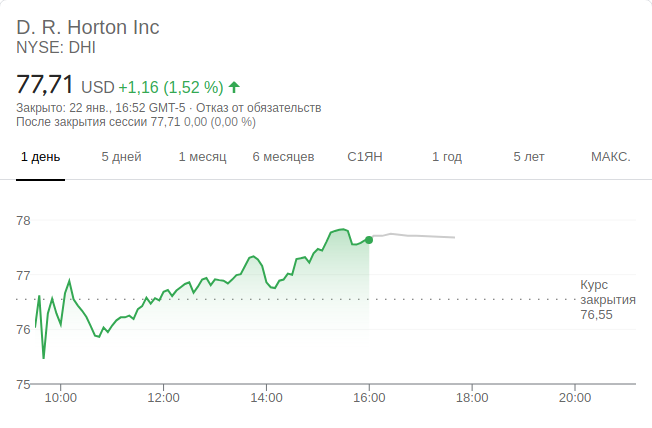 D. R. Horton Inc
NYSE: DHI
77,71 USD +1,16 (1,52 %)
Закрыто: 22 янв., 16:52 GMT-5 · Отказ от обязательств
После закрытия сессии 77,71 0,00 (0,00 %)
1 день 5 дней 1 месяц 6 месяцев С1ЯН 1 год 5 лет МАКС.
78
77
Курс
закрытия
76,55
76
75
10:00 12:00 14:00 16:00 18:00 20:00